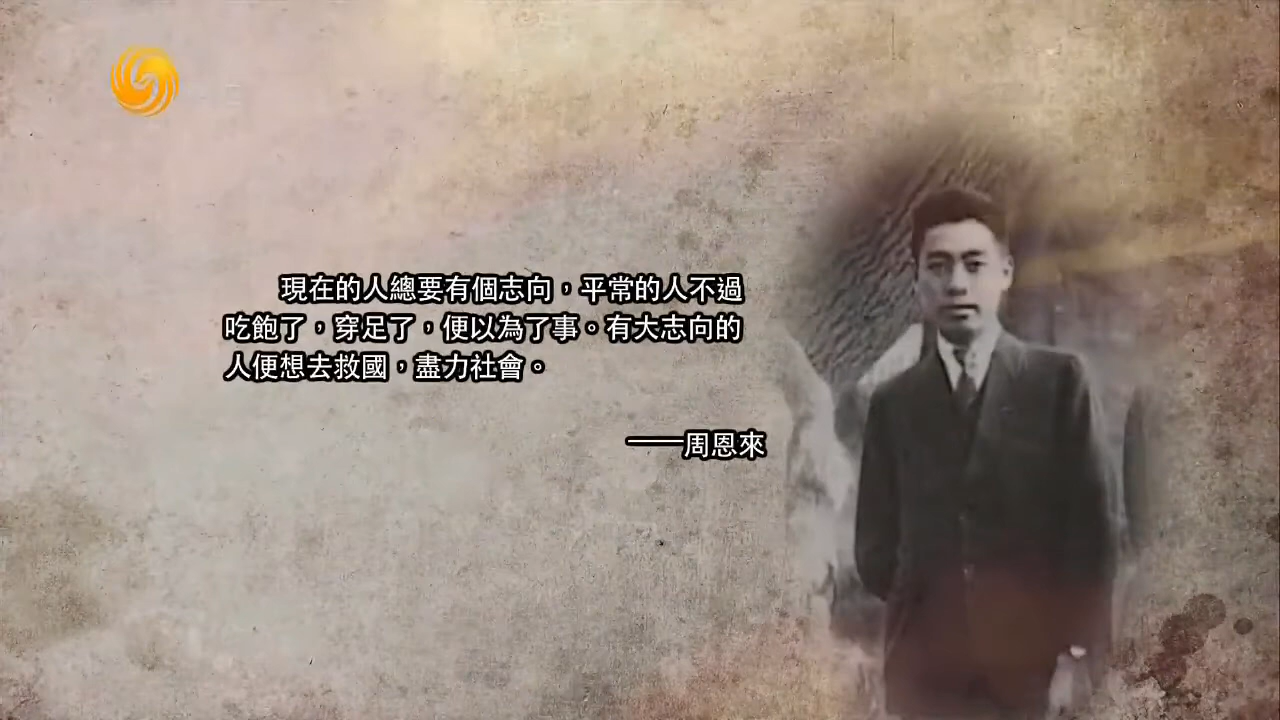 現在的人總要有個志向，平常的人不過
吃飽了，穿足了，便以為了事。有大志向的
人便想去救國，盡力社會。
——周恩來